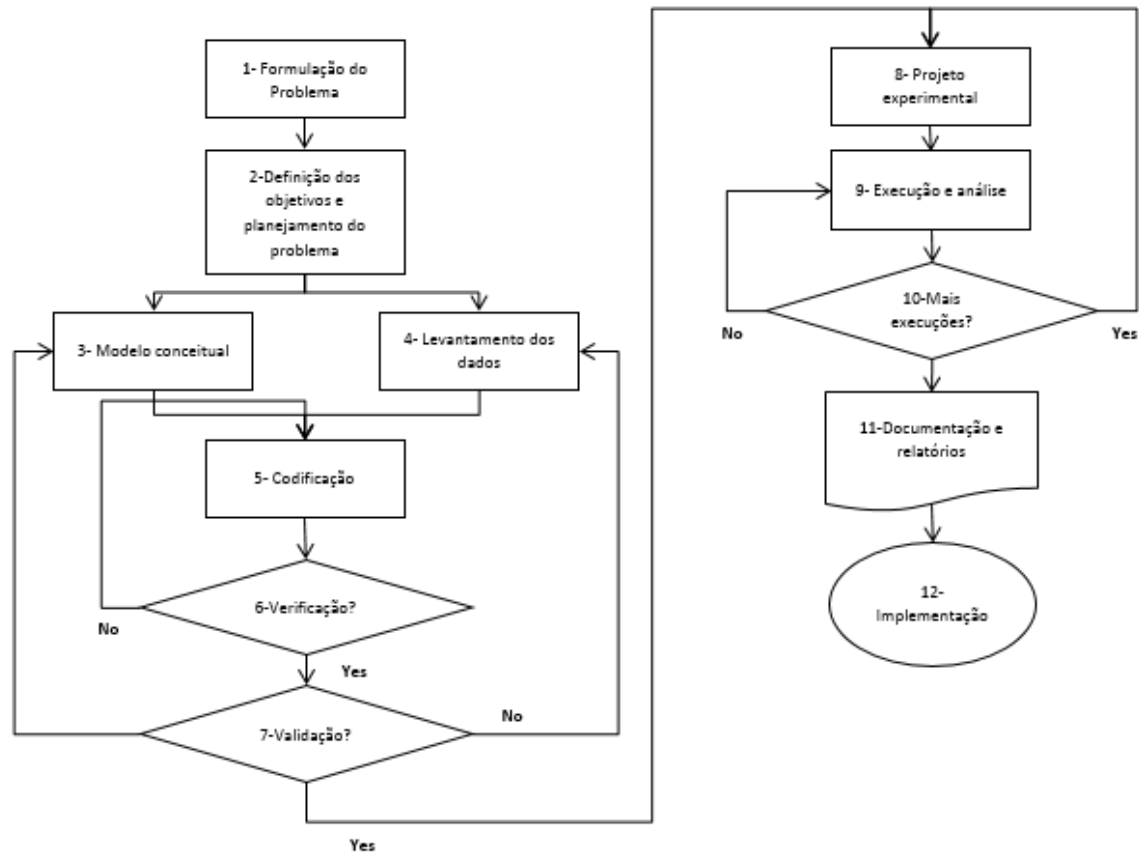 1- Formulação do
Problema
2-Definição dos
objetivos e
planejamento do
problema
3- Modelo conceitual
4- Levantamento dos
dados
5- Codificação
6-Verificação?
No
Yes
7-Validação?
No
Yes
8- Projeto
experimental
9- Execução e análise
10-Mais
execuções?
No
Yes
11-Documentação e
relatórios
12-
Implementação